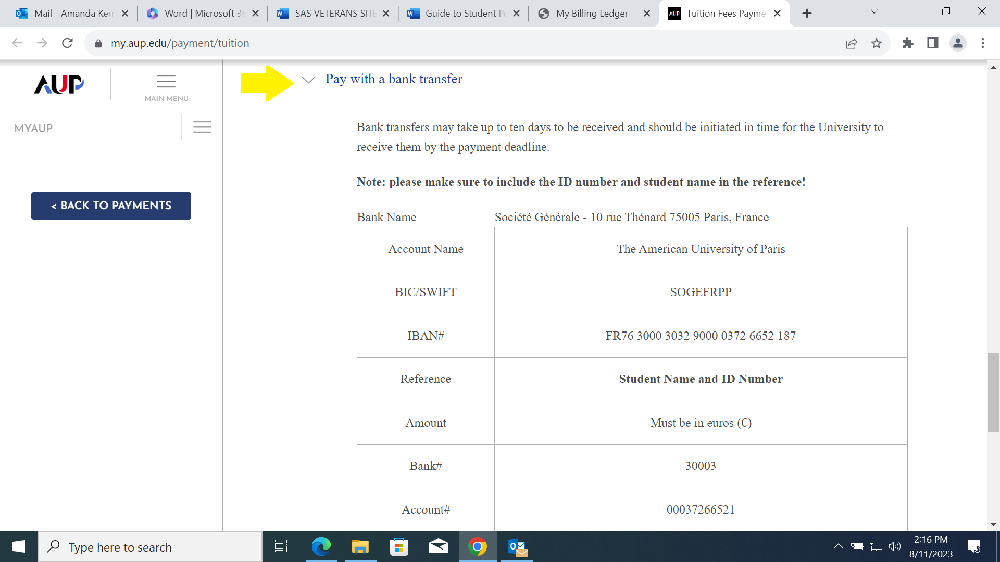 Mail - Amanda Kerr
Word | Microsoft 36
SAS VETERANS SITE
Guide to Student Po
My Billing Ledger
AUP
Tuition Fees Payme
my.aup.edu/payment/tuition
AUP
MAIN MENU
MYAUP
< BACK TO PAYMENTS
Pay with a bank transfer
Bank transfers may take up to ten days to be received and should be initiated in time for the University to
receive them by the payment deadline.
Note: please make sure to include the ID number and student name in the reference!
Bank Name Société Générale - 10 rue Thénard 75005 Paris, France
Account Name The American University of Paris
BIC/SWIFT SOGEFRPP
IBAN# FR76 3000 3032 9000 0372 6652 187
Reference Student Name and ID Number
Amount Must be in euros (€)
Bank# 30003
Account# 00037266521
Type here to search
2:16 PM
8/11/2023